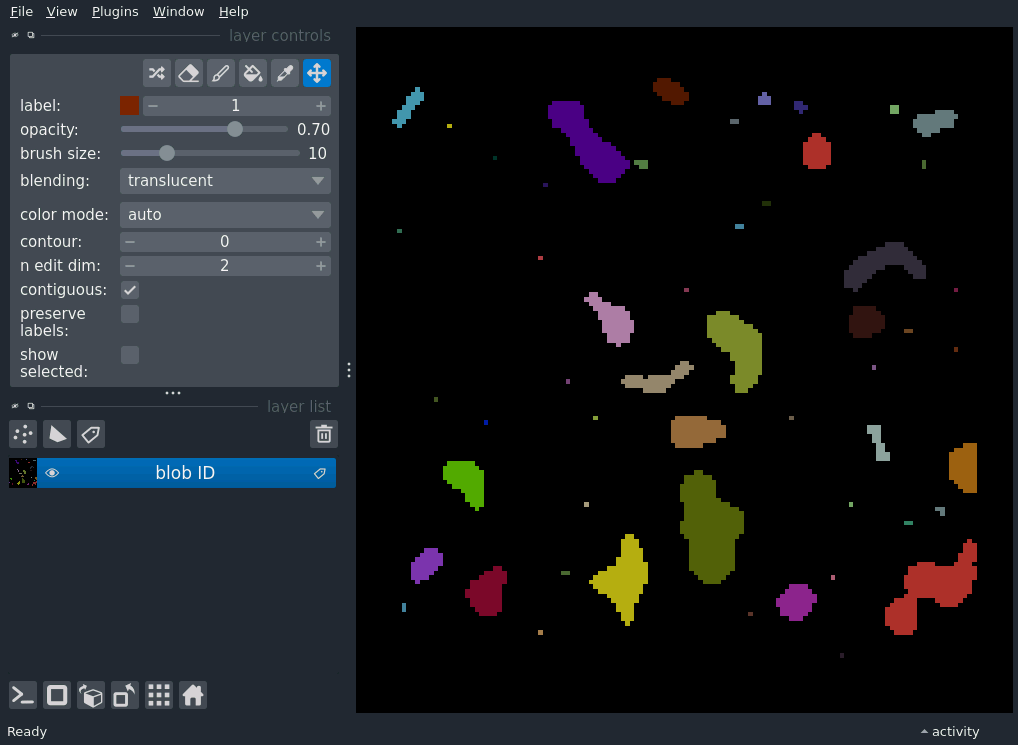 File View Plugins Window Help
layer controls
label: 1
opacity: 0.70
brush size: 10
blending: translucent
color mode: auto
contour: 0
n edit dim: 2
contiguous:
preserve
labels:
show
selected:
layer list
blob ID
Ready
activity